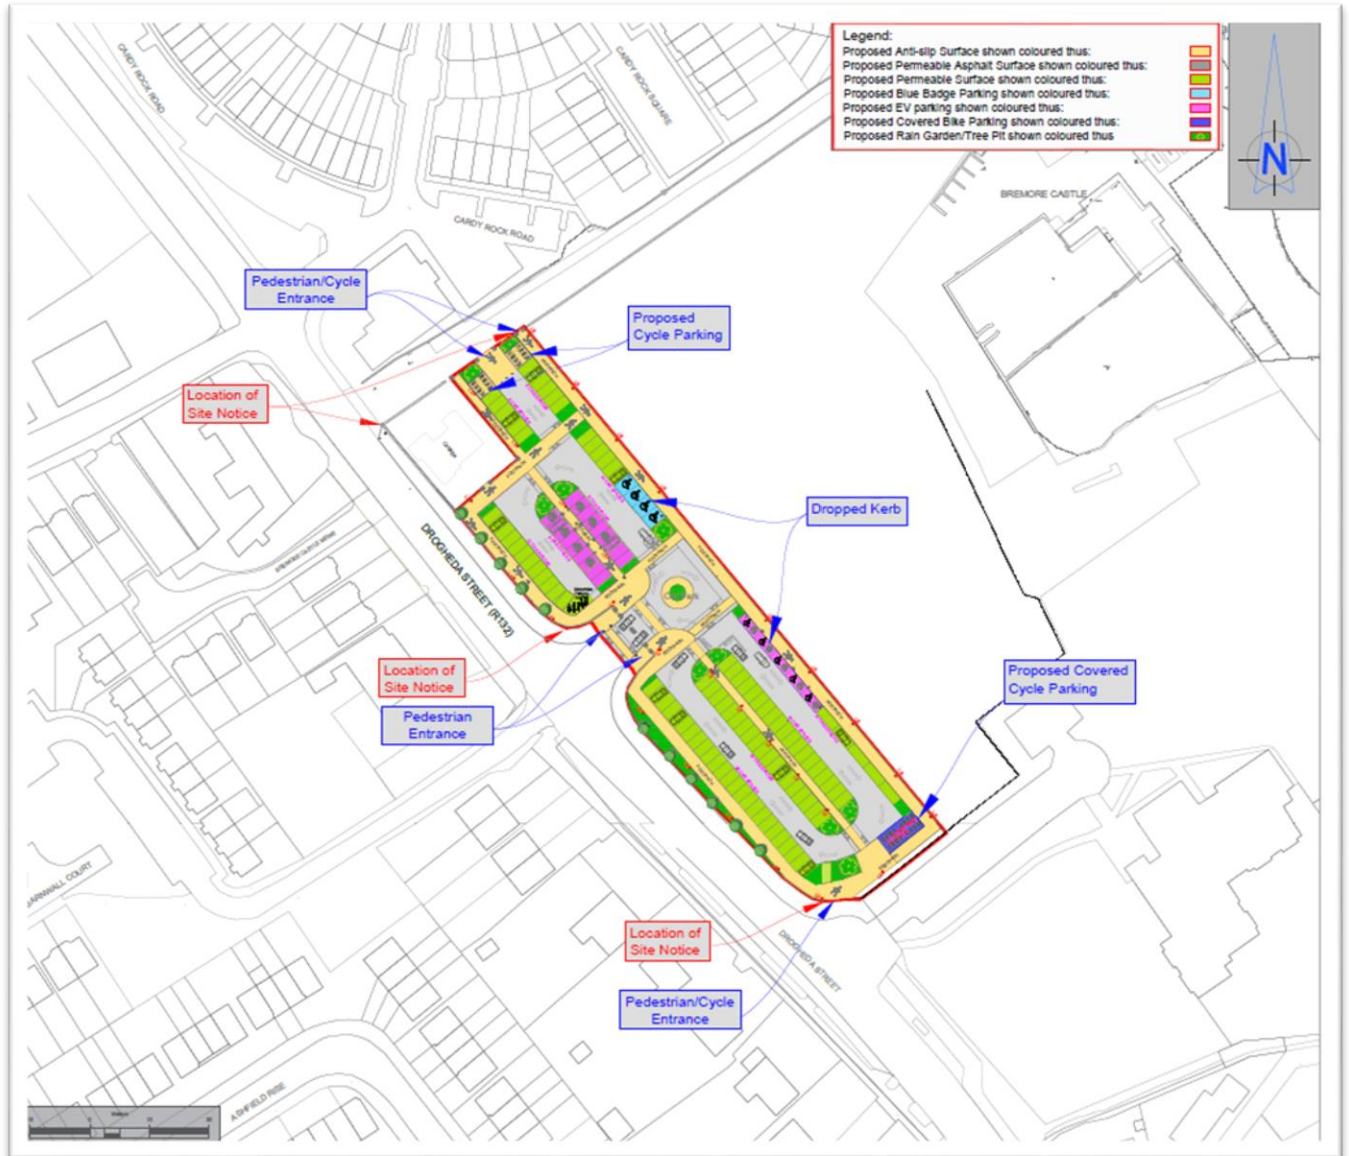 Legend:
Proposed Anti-slip Surface shown coloured thus:
Proposed Permeable Asphalt Surface shown coloured thus:
Proposed Permeable Surface shown coloured thus:
Proposed Blue Badge Parking shown coloured thus:
Proposed EV parking shown coloured thus:
Proposed Covered Bike Parking shown coloured thus:
Proposed Rain Garden/Tree Pit shown coloured thus
N
CARDY ROCK ROAD
CARDY ROCK SQUARE
BREMORE CASTLE
CARDY ROCK ROAD
Pedestrian/Cycle
Entrance
Proposed
Cycle Parking
Location of
Site Notice
Dropped Kerb
DROGHEDA STREET (R132)
Location of
Site Notice
Proposed Covered
Cycle Parking
Pedestrian
Entrance
BARNWALL COURT
Location of
Site Notice
DROGHEDA STREET
Pedestrian/Cycle
Entrance
ASHFIELD RISE